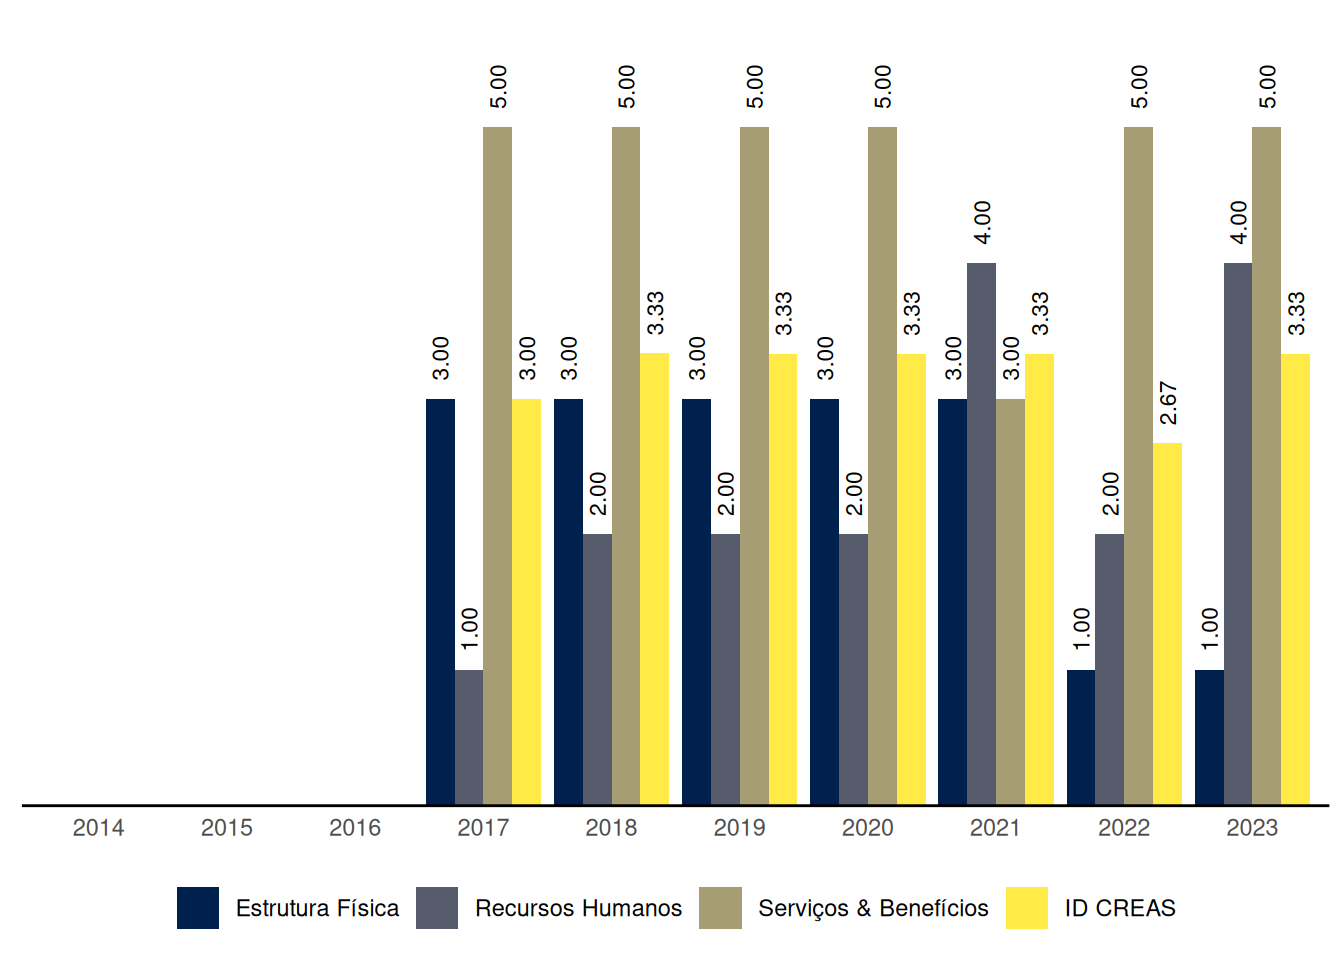 5.00 5.00 5.00 5.00 5.00 5.00
4.00 4.00
3.33 3.33 3.33 3.33 3.33
3.00 3.00 3.00 3.00 3.00 3.00 3.00
2.67
2.00 2.00 2.00 2.00
1.00 1.00 1.00
2014 2015 2016 2017 2018 2019 2020 2021 2022 2023
Estrutura Física Recursos Humanos Serviços & Benefícios ID CREAS